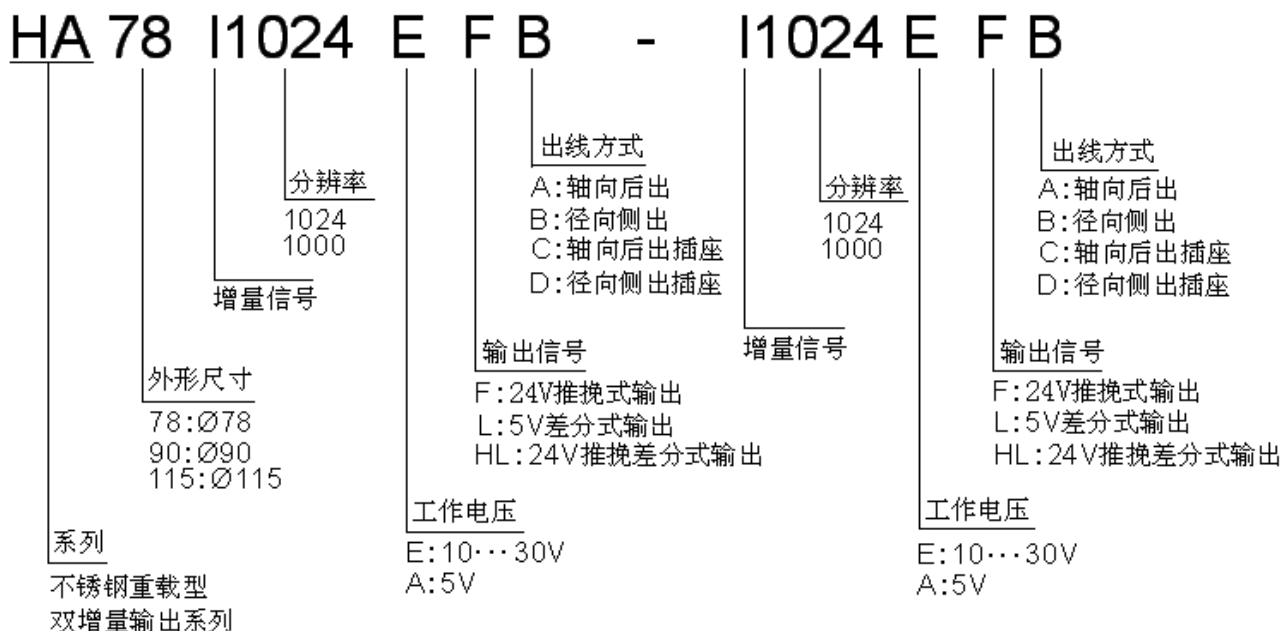 HA 78 I1024 E F B - I1024 E F B
出线方式
A:轴向后出
B:径向侧出
C:轴向后出插座
D:径向侧出插座
出线方式
A:轴向后出
B:径向侧出
C:轴向后出插座
D:径向侧出插座
分辨率
1024
1000
分辨率
1024
1000
增量信号
增量信号
输出信号
F:24V推挽式输出
L:5V差分式输出
HL:24V推挽差分式输出
输出信号
F:24V推挽式输出
L:5V差分式输出
HL:24V推挽差分式输出
外形尺寸
78:Ø78
90:Ø90
115:Ø115
工作电压
E:10···30V
A:5V
工作电压
E:10···30V
A:5V
系列
不锈钢重载型
双增量输出系列